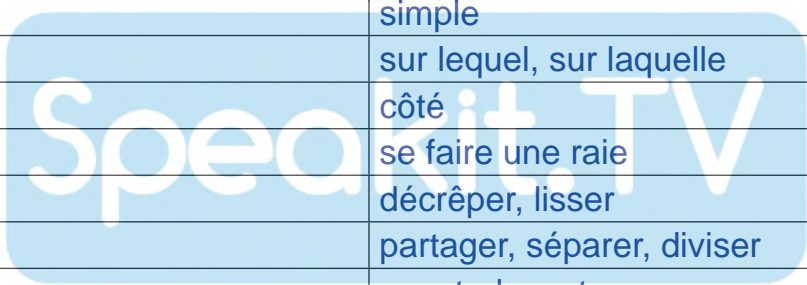 simple
sur lequel, sur laquelle
côté
se faire une raie
décrêper, lisser
partager, séparer, diviser
Speakit.TV